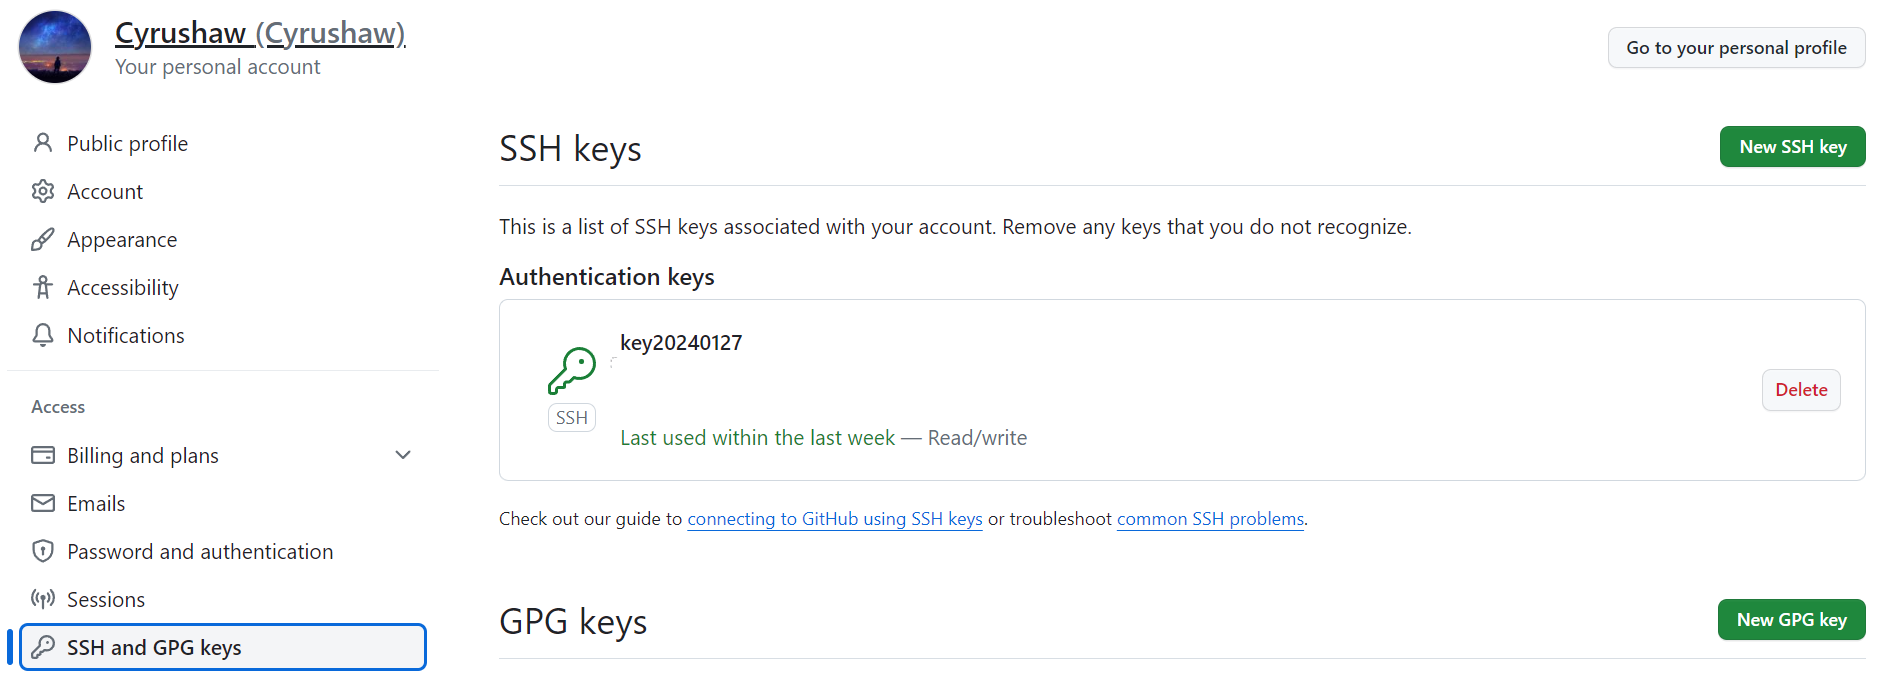 Cyrushaw (Cyrushaw)
Your personal account
Go to your personal profile
Public profile
Account
Appearance
Accessibility
Notifications
Access
Billing and plans
Emails
Password and authentication
Sessions
SSH and GPG keys
SSH keys
New SSH key
This is a list of SSH keys associated with your account. Remove any keys that you do not recognize.
Authentication keys
key20240127
SSH
Last used within the last week — Read/write
Delete
Check out our guide to connecting to GitHub using SSH keys or troubleshoot common SSH problems.
GPG keys
New GPG key